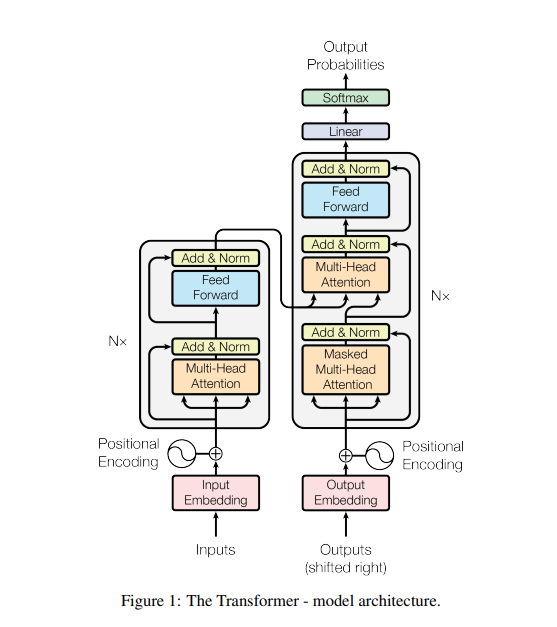 Output
Probabilities
Softmax
Linear
Add & Norm
Feed
Forward
Add & Norm
Multi-Head
Attention
Add & Norm
Masked
Multi-Head
Attention
N×
Add & Norm
Feed
Forward
N×
Add & Norm
Multi-Head
Attention
Positional
Encoding
Positional
Encoding
Input
Embedding
Output
Embedding
Inputs
Outputs
(shifted right)
Figure 1: The Transformer - model architecture.